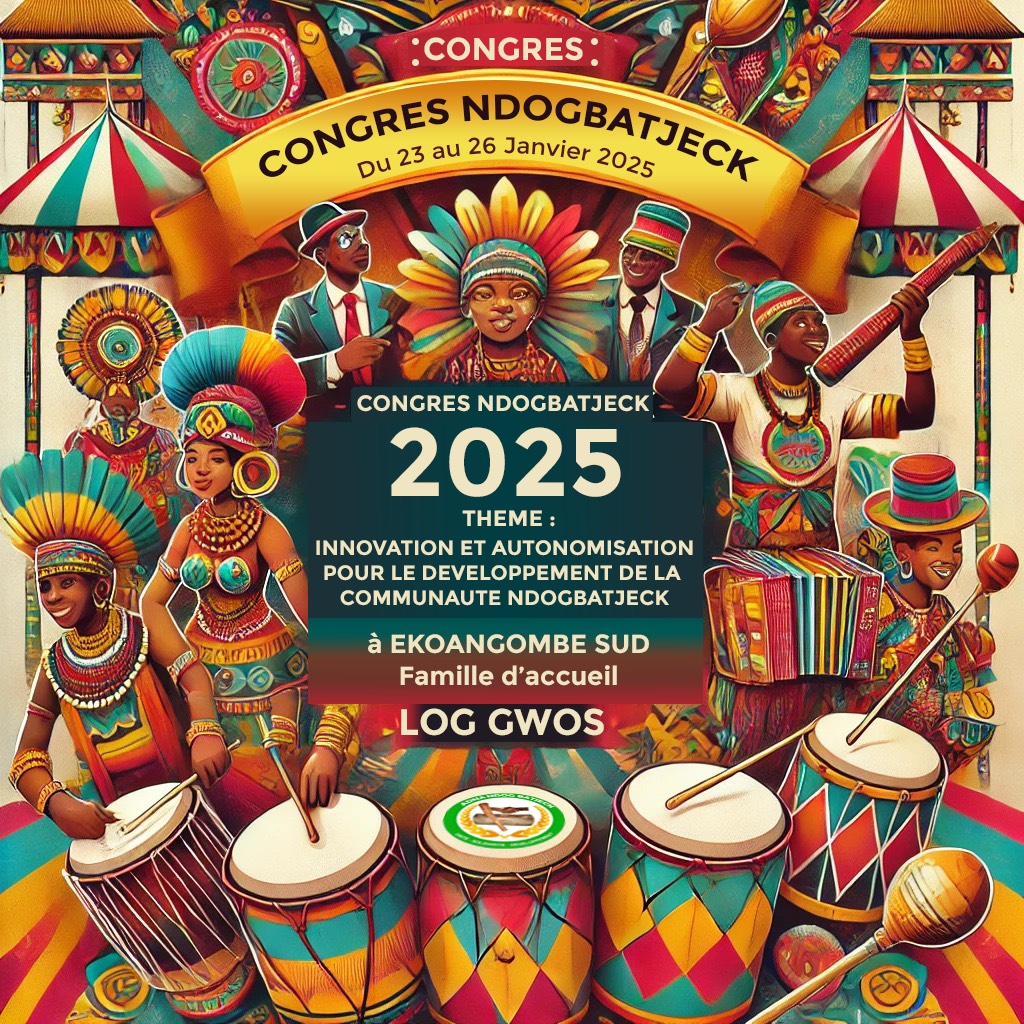 :CONGRES:
CONGRES NDOGBATJECK
Du 23 au 26 Janvier 2025
CONGRES NDOGBATJECK
2025
THEME :
INNOVATION ET AUTONOMISATION
POUR LE DEVELOPPEMENT DE LA
COMMUNAUTE NDOGBATJECK
à EKOANGOMBE SUD
Famille d'accueil
LOG GWOS